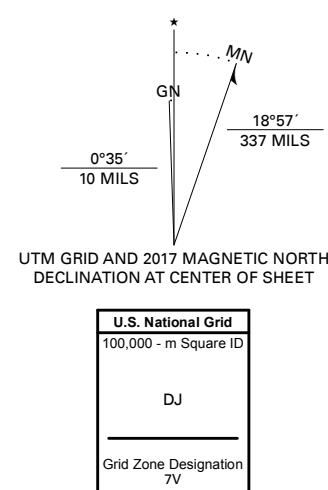 ★
MN
GN
18°57´
337 MILS
0°35´
10 MILS
UTM GRID AND 2017 MAGNETIC NORTH
DECLINATION AT CENTER OF SHEET
U.S. National Grid
100,000 - m Square ID
DJ
Grid Zone Designation
7V